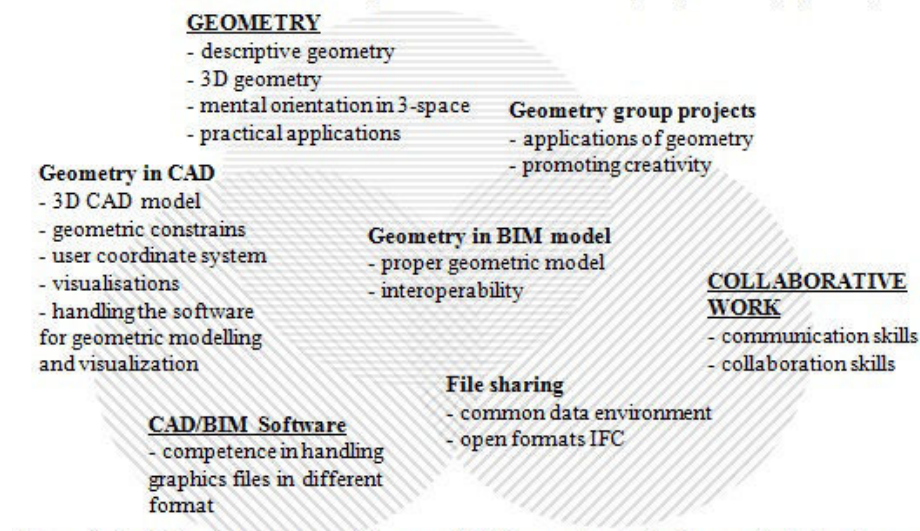 GEOMETRY
- descriptive geometry
- 3D geometry
- mental orientation in 3-space
- practical applications
Geometry group projects
- applications of geometry
- promoting creativity
Geometry in CAD
- 3D CAD model
- geometric constrains
- user coordinate system
- visualisations
- handling the software
for geometric modelling
and visualization
Geometry in BIM model
- proper geometric model
- interoperability
COLLABORATIVE
WORK
- communication skills
- collaboration skills
File sharing
- common data environment
- open formats IFC
CAD/BIM Software
- competence in handling
graphics files in different
format